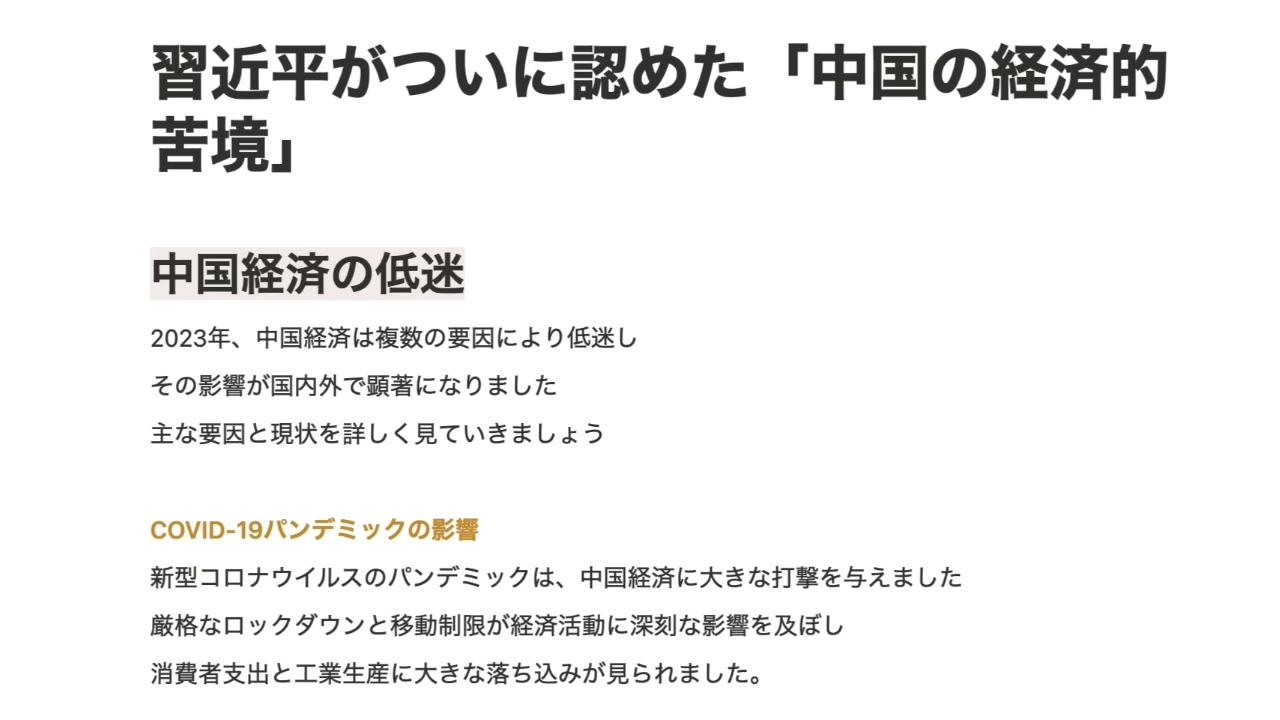 習近平がついに認めた「中国の経済的
苦境」
中国経済の低迷
2023年、中国経済は複数の要因により低迷し
その影響が国内外で顕著になりました
主な要因と現状を詳しく見ていきましょう
COVID-19パンデミックの影響
新型コロナウイルスのパンデミックは、中国経済に大きな打撃を与えました
厳格なロックダウンと移動制限が経済活動に深刻な影響を及ぼし
消費者支出と工業生産に大きな落ち込みが見られました。